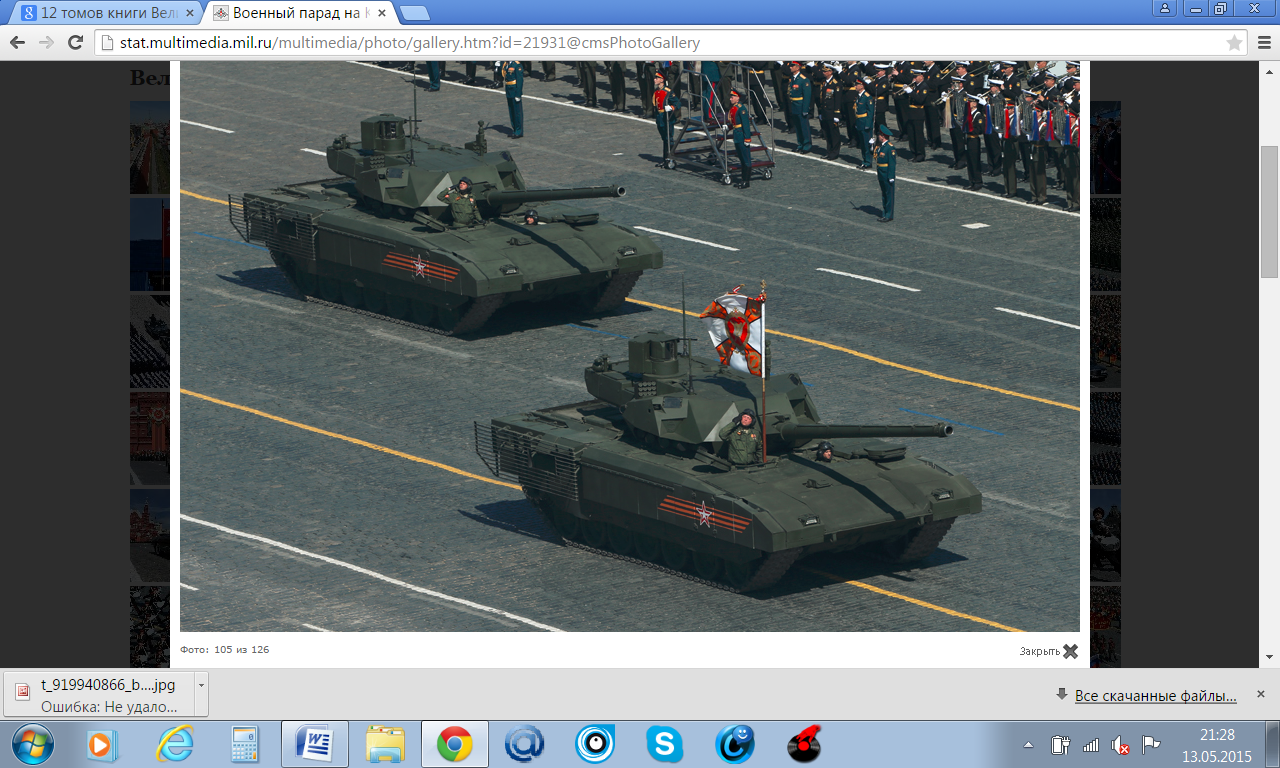 12 томов книги Вели
Военный парад на К
stat.multimedia.mil.ru/multimedia/photo/gallery.htm?id=21931@cmsPhotoGallery
Вел
Фото: 105 из 126
Закрыть
t_919940866_b....jpg
Ошибка: Не удало...
Все скачанные файлы...
21:28
13.05.2015